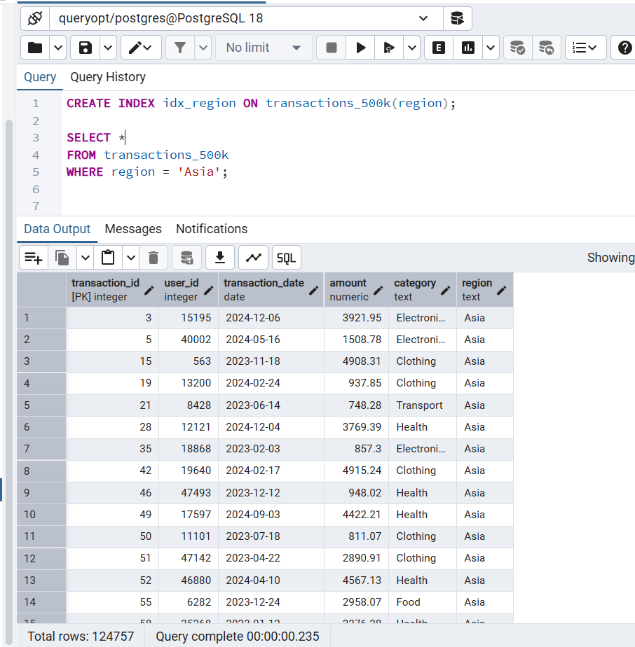 queryopt/postgres@PostgreSQL 18
No limit
E
Query Query History
1 CREATE INDEX idx_region ON transactions_500k(region);
2
3 SELECT *
4 FROM transactions_500k
5 WHERE region = 'Asia';
6
7
Data Output Messages Notifications
SQL Showing
transaction_id user_id transaction_date amount category region
[PK] integer integer date numeric text text
1 3 15195 2024-12-06 3921.95 Electroni... Asia
2 5 40002 2024-05-16 1508.78 Electroni... Asia
3 15 563 2023-11-18 4908.31 Clothing Asia
4 19 13200 2024-02-24 937.85 Clothing Asia
5 21 8428 2023-06-14 748.28 Transport Asia
6 28 12121 2024-12-04 3769.39 Health Asia
7 35 18868 2023-02-03 857.3 Electroni... Asia
8 42 19640 2024-02-17 4915.24 Clothing Asia
9 46 47493 2023-12-12 948.02 Health Asia
10 49 17597 2024-09-03 4422.21 Health Asia
11 50 11101 2023-07-18 811.07 Clothing Asia
12 51 47142 2023-04-22 2890.91 Clothing Asia
13 52 46880 2024-04-10 4567.13 Health Asia
14 55 6282 2023-12-24 2958.07 Food Asia
Total rows: 124757 Query complete 00:00:00.235